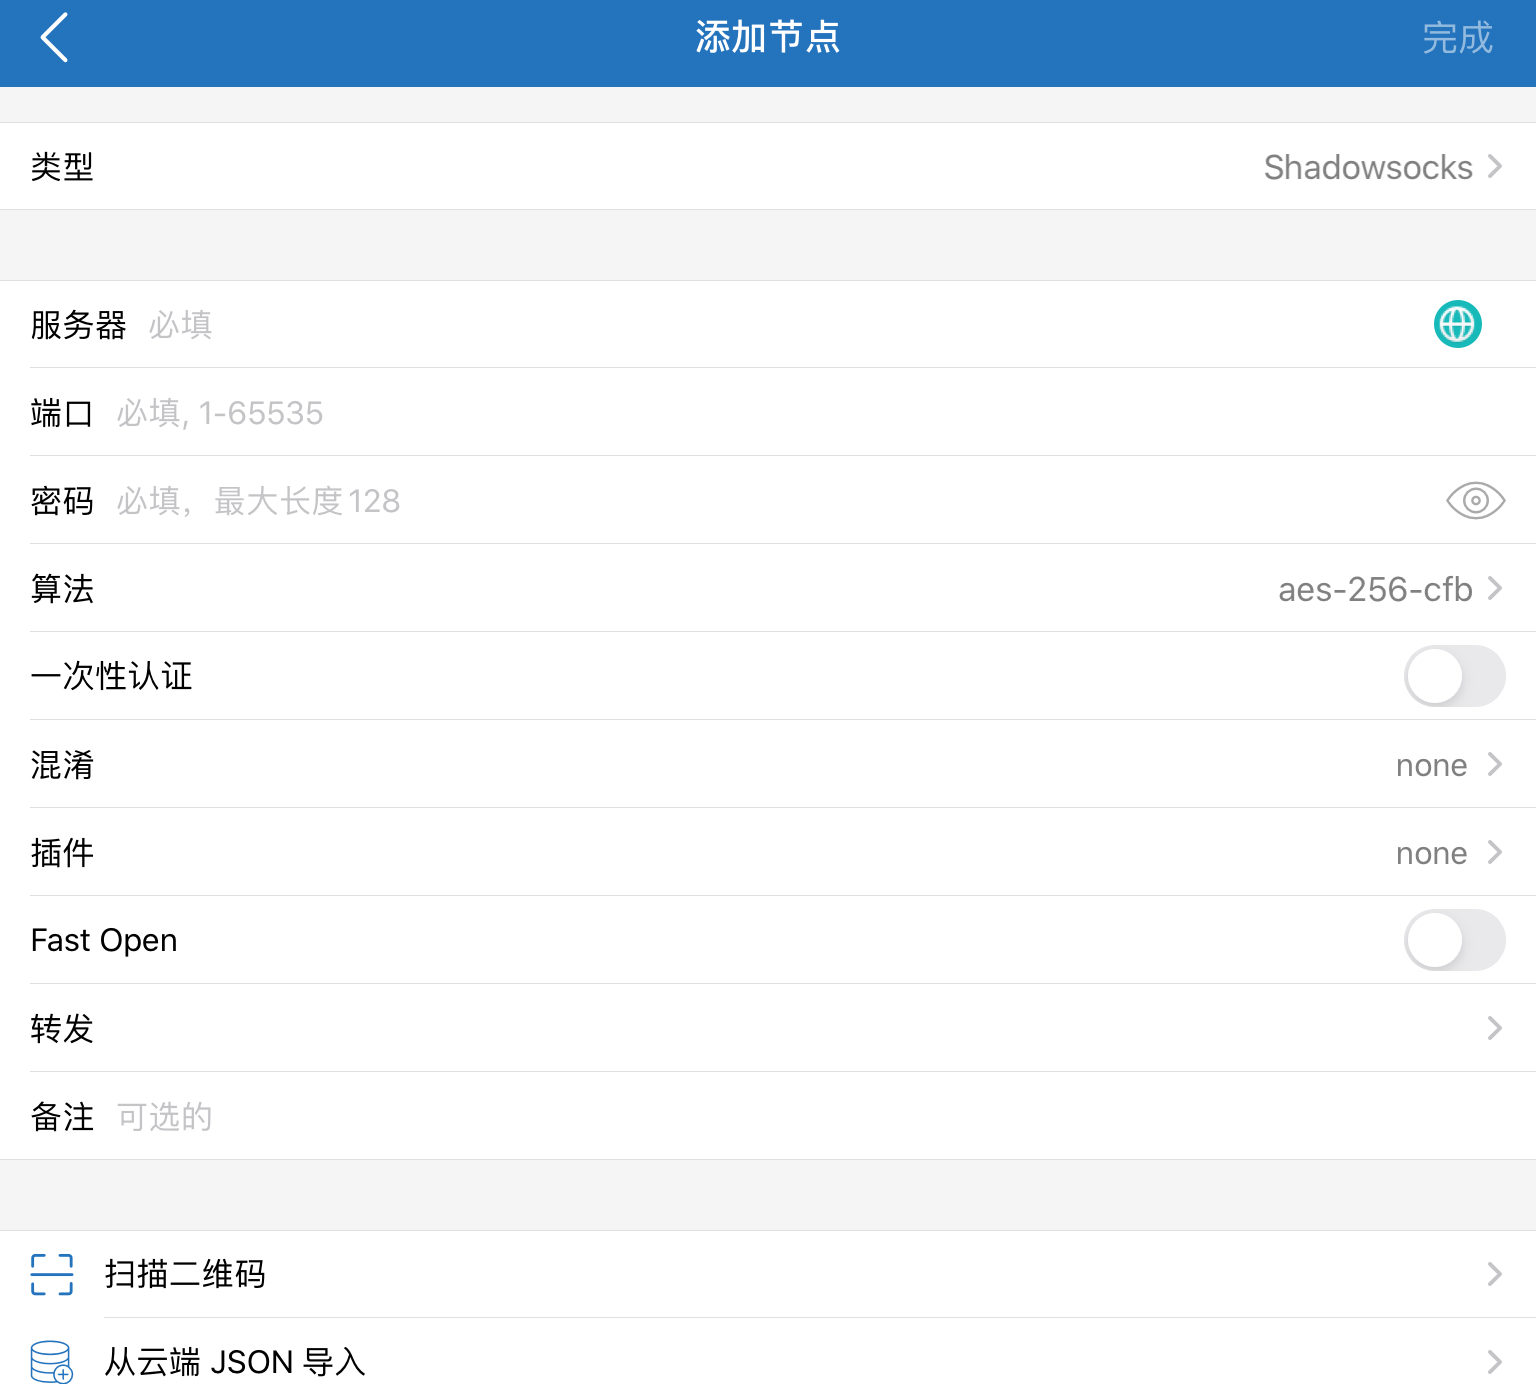 添加节点
完成
类型 Shadowsocks
服务器 必填
端口 必填, 1-65535
密码 必填，最大长度128
算法 aes-256-cfb
一次性认证
混淆 none
插件 none
Fast Open
转发
备注 可选的
扫描二维码
从云端 JSON 导入